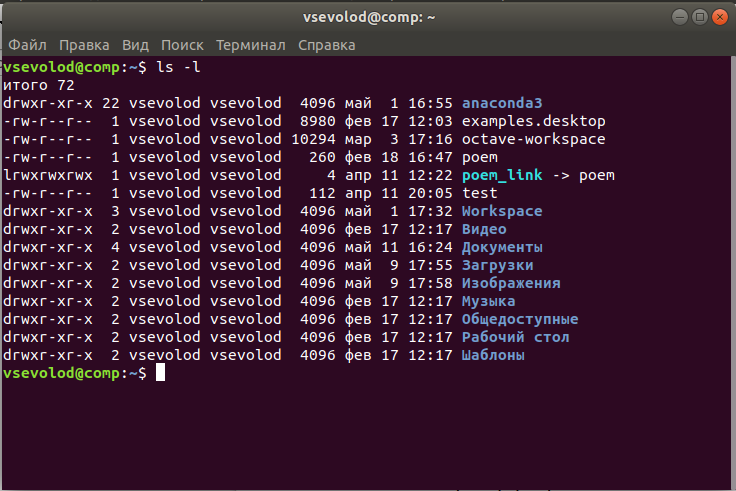 vsevolod@comp: ~
Файл Правка Вид Поиск Терминал Справка
vsevolod@comp:~$ ls -l
итого 72
drwxr-xr-x 22 vsevolod vsevolod  4096 май  1 16:55 anaconda3
-rw-r--r--  1 vsevolod vsevolod  8980 фев 17 12:03 examples.desktop
-rw-r--r--  1 vsevolod vsevolod 10294 мар  3 17:16 octave-workspace
-rw-r--r--  1 vsevolod vsevolod   260 фев 18 16:47 poem
lrwxrwxrwx  1 vsevolod vsevolod     4 апр 11 12:22 poem_link -> poem
-rw-r--r--  1 vsevolod vsevolod   112 апр 11 20:05 test
drwxr-xr-x  3 vsevolod vsevolod  4096 май  1 17:32 Workspace
drwxr-xr-x  2 vsevolod vsevolod  4096 фев 17 12:17 Видео
drwxr-xr-x  4 vsevolod vsevolod  4096 май 11 16:24 Документы
drwxr-xr-x  2 vsevolod vsevolod  4096 май  9 17:55 Загрузки
drwxr-xr-x  2 vsevolod vsevolod  4096 май  9 17:58 Изображения
drwxr-xr-x  2 vsevolod vsevolod  4096 фев 17 12:17 Музыка
drwxr-xr-x  2 vsevolod vsevolod  4096 фев 17 12:17 Общедоступные
drwxr-xr-x  2 vsevolod vsevolod  4096 фев 17 12:17 Рабочий стол
drwxr-xr-x  2 vsevolod vsevolod  4096 фев 17 12:17 Шаблоны
vsevolod@comp:~$